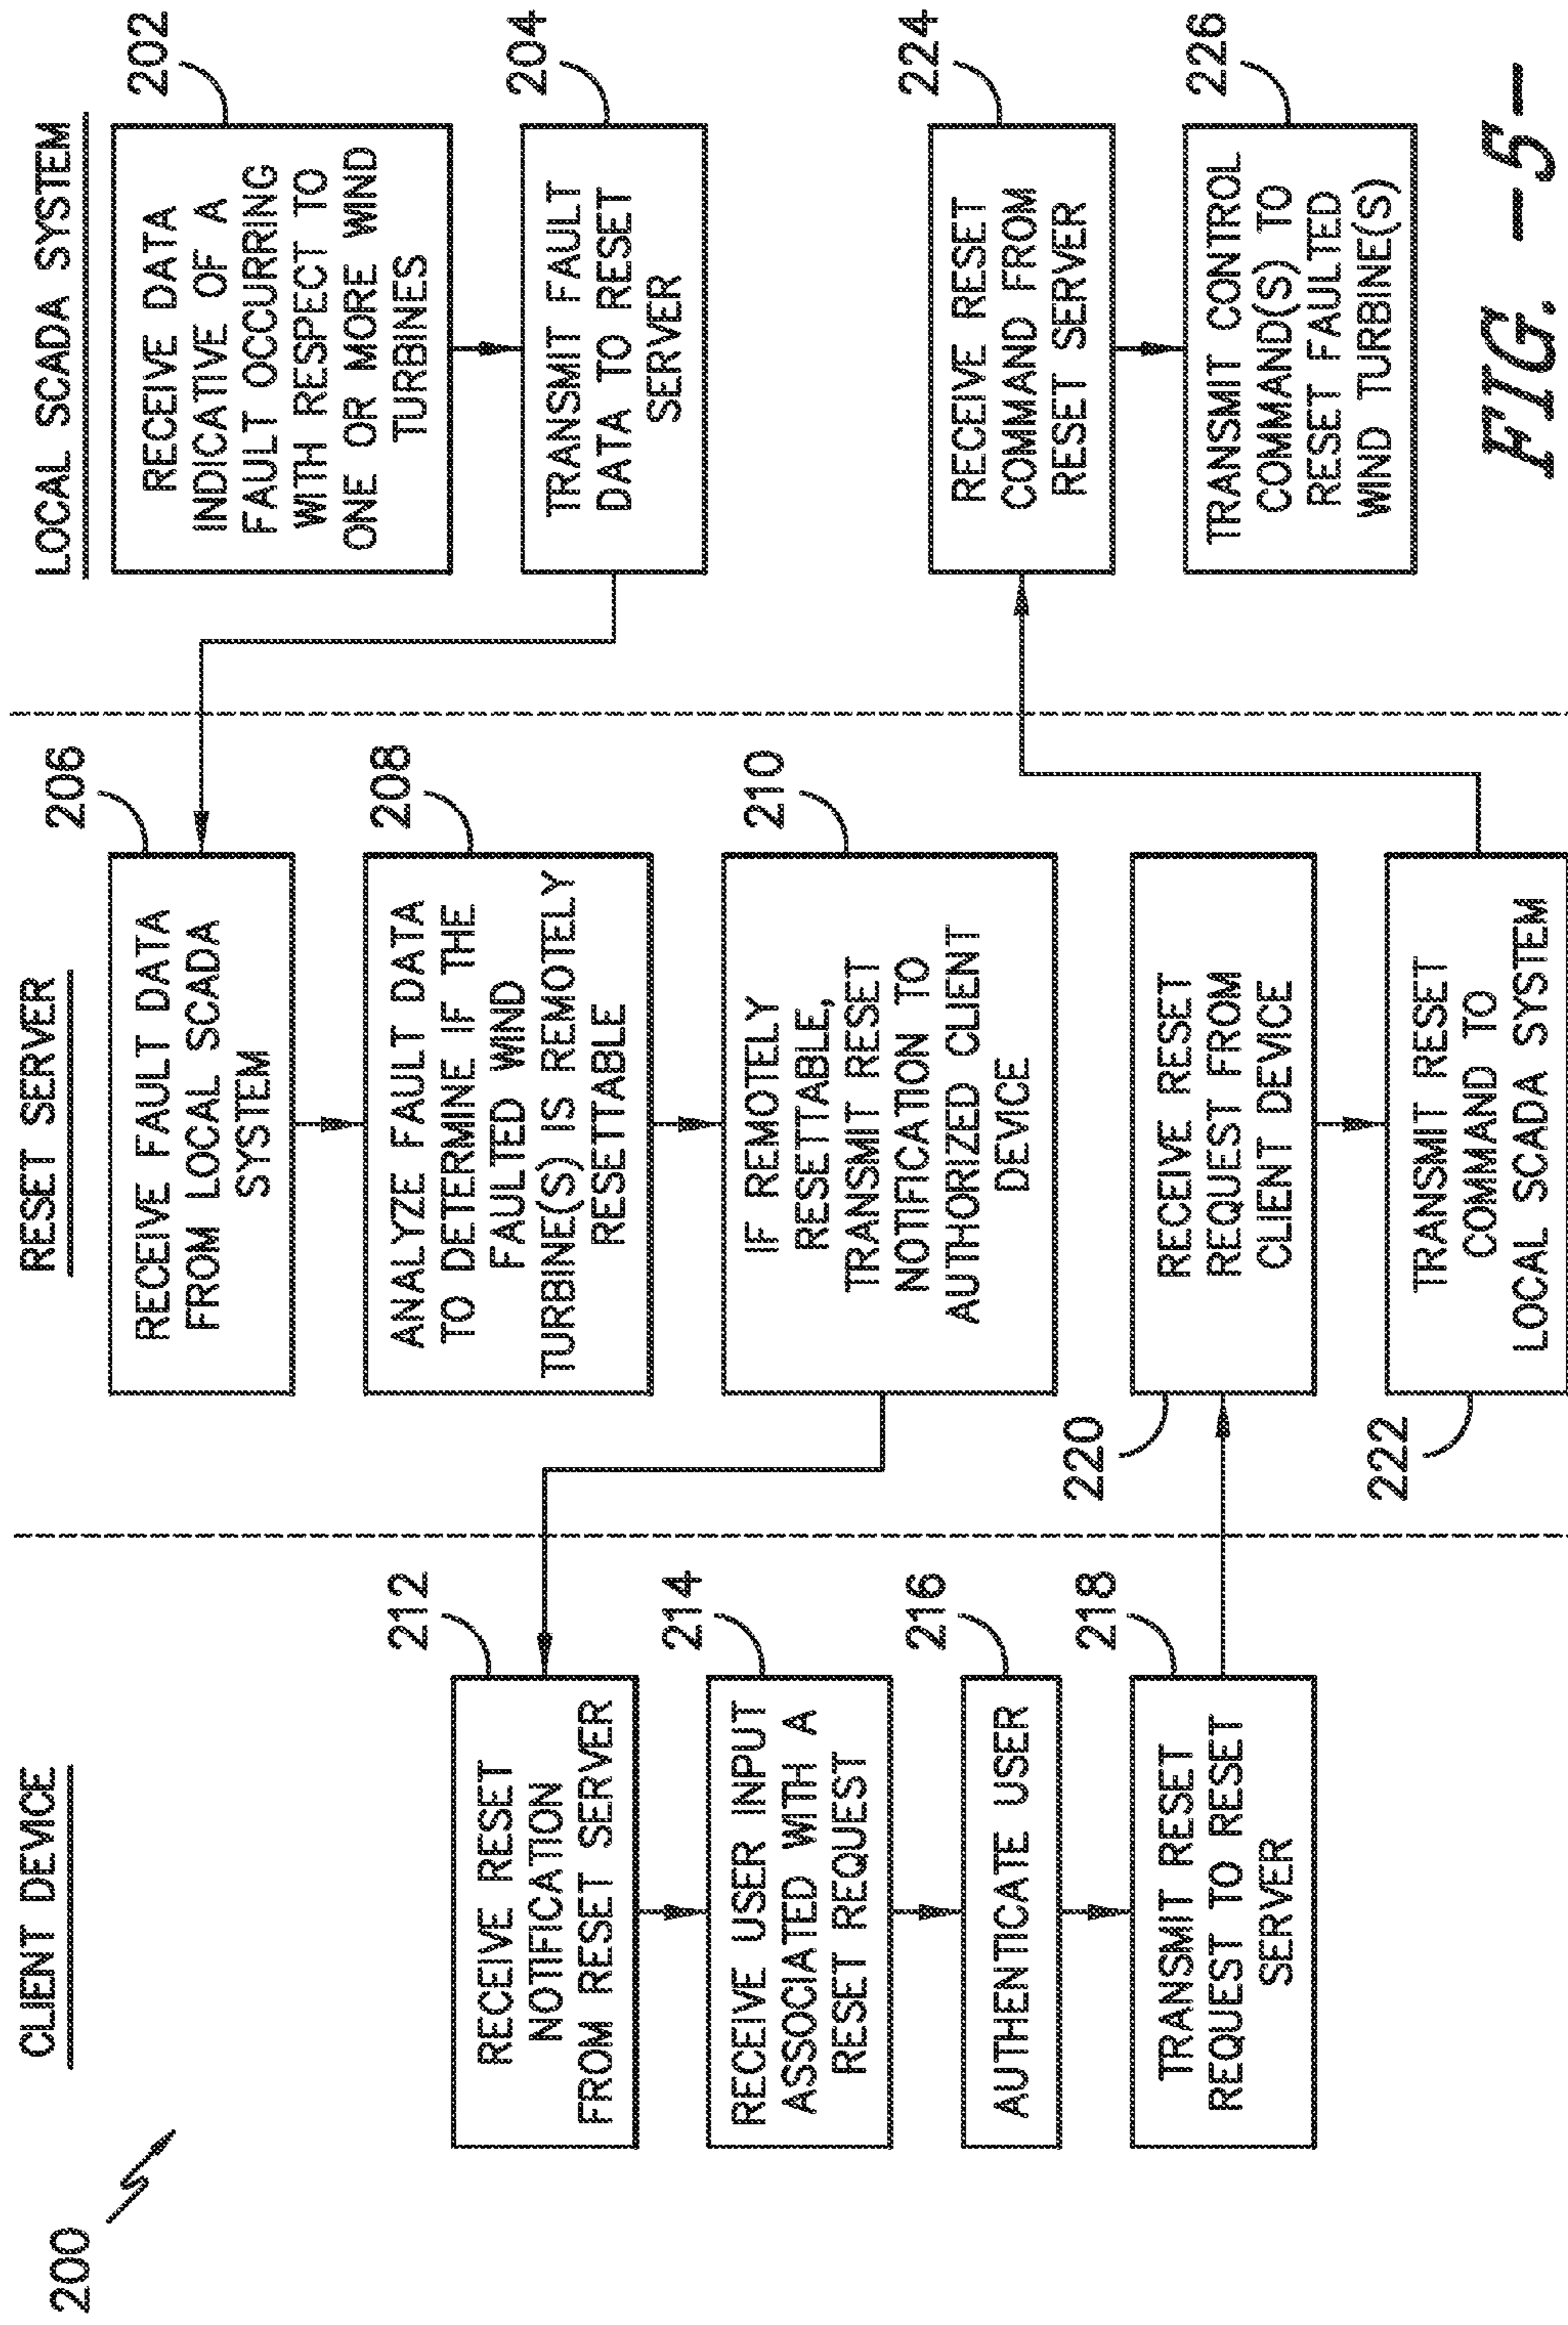 200
CLIENT DEVICE
RECEIVE RESET
NOTIFICATION
FROM RESET SERVER
212
RECEIVE USER INPUT
ASSOCIATED WITH A
RESET REQUEST
214
AUTHENTICATE USER
216
TRANSMIT RESET
REQUEST TO RESET
SERVER
218
RESET SERVER
RECEIVE FAULT DATA
FROM LOCAL SCADA
SYSTEM
206
ANALYZE FAULT DATA
TO DETERMINE IF THE
FAULTED WIND
TURBINE(S) IS REMOTELY
RESETTABLE
208
IF REMOTELY
RESETTABLE,
TRANSMIT RESET
NOTIFICATION TO
AUTHORIZED CLIENT
DEVICE
210
220
RECEIVE RESET
REQUEST FROM
CLIENT DEVICE
222
TRANSMIT RESET
COMMAND TO
LOCAL SCADA SYSTEM
LOCAL SCADA SYSTEM
RECEIVE DATA
INDICATIVE OF A
FAULT OCCURRING
WITH RESPECT TO
ONE OR MORE WIND
TURBINES
202
TRANSMIT FAULT
DATA TO RESET
SERVER
204
RECEIVE RESET
COMMAND FROM
RESET SERVER
224
TRANSMIT CONTROL
COMMAND(S) TO
RESET FAULTED
WIND TURBINE(S)
226
FIG. -5-